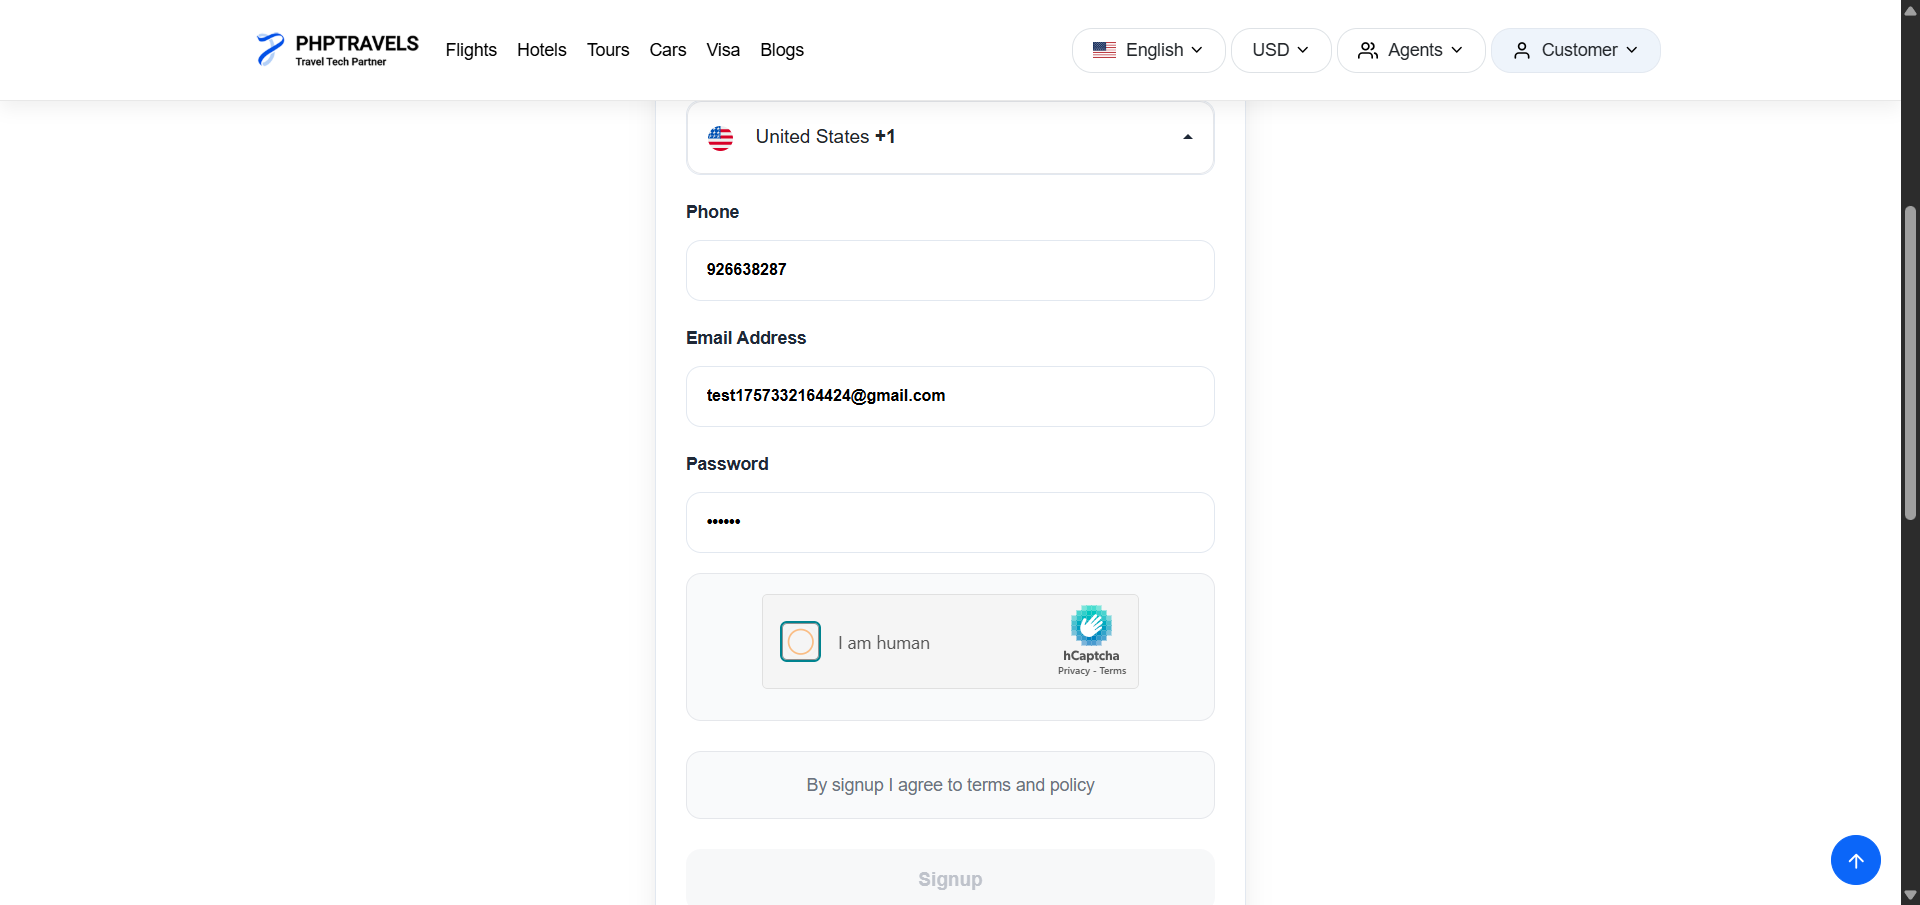 PHPTRAVELS
Travel Tech Partner
Flights Hotels Tours Cars Visa Blogs
English USD Agents Customer
United States +1
Phone
926638287
Email Address
test1757332164424@gmail.com
Password
••••••
I am human
hCaptcha
Privacy - Terms
By signup I agree to terms and policy
Signup